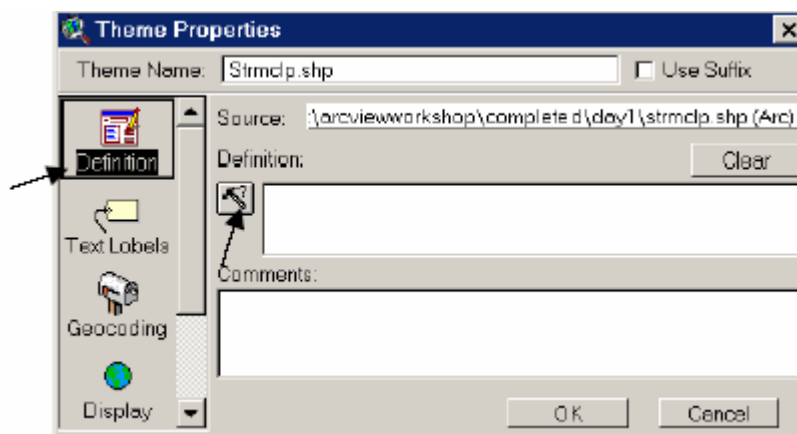 Theme Properties
Theme Name: Strmclp.shp Use Suffix
Source: :\arcviewworkshop\completed\day1\strmclp.shp (Arc)
Definition
Definition: Clear
Text Labels
Comments:
Geocoding
Display
OK Cancel